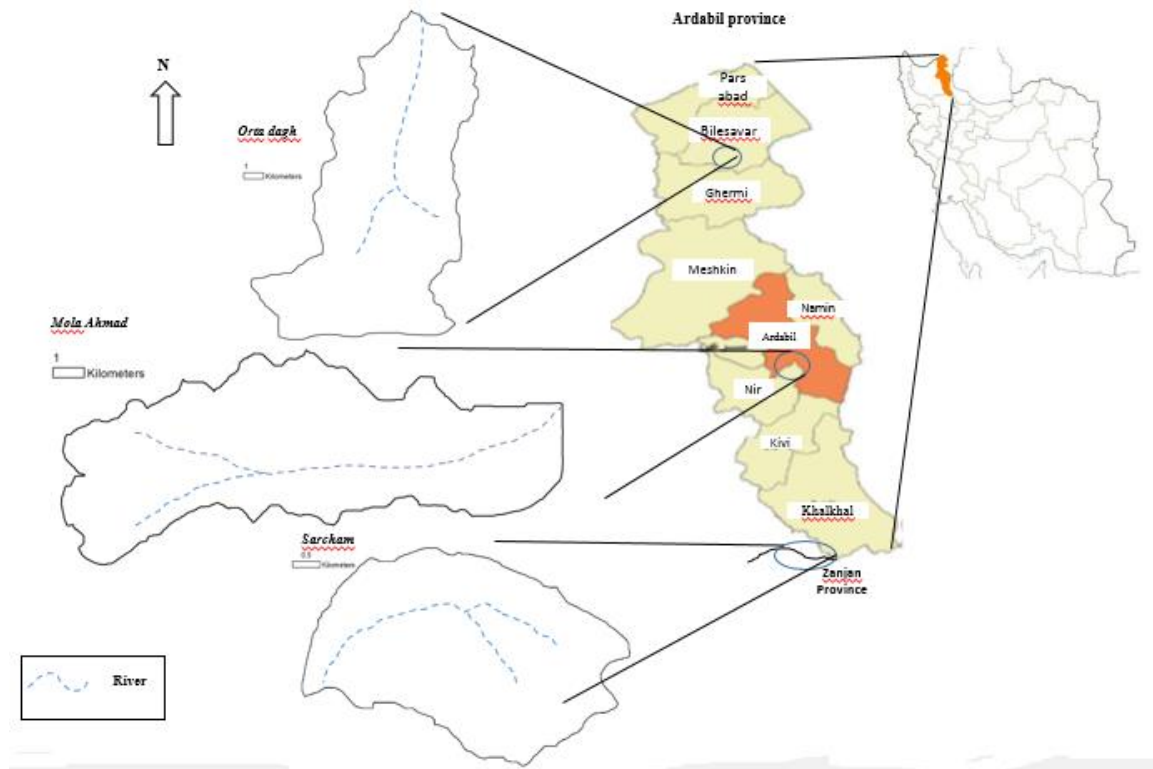 Ardabil province
N
Pars
abad
Bilesavar
Orta dagh
1
Kilometers
Ghermi
Meshkin
Namin
Mola Ahmad
Ardabil
1
Kilometers
Nir
Kivi
Khalkhal
Sarcham
0.5
Kilometers
Zanjan
Province
River